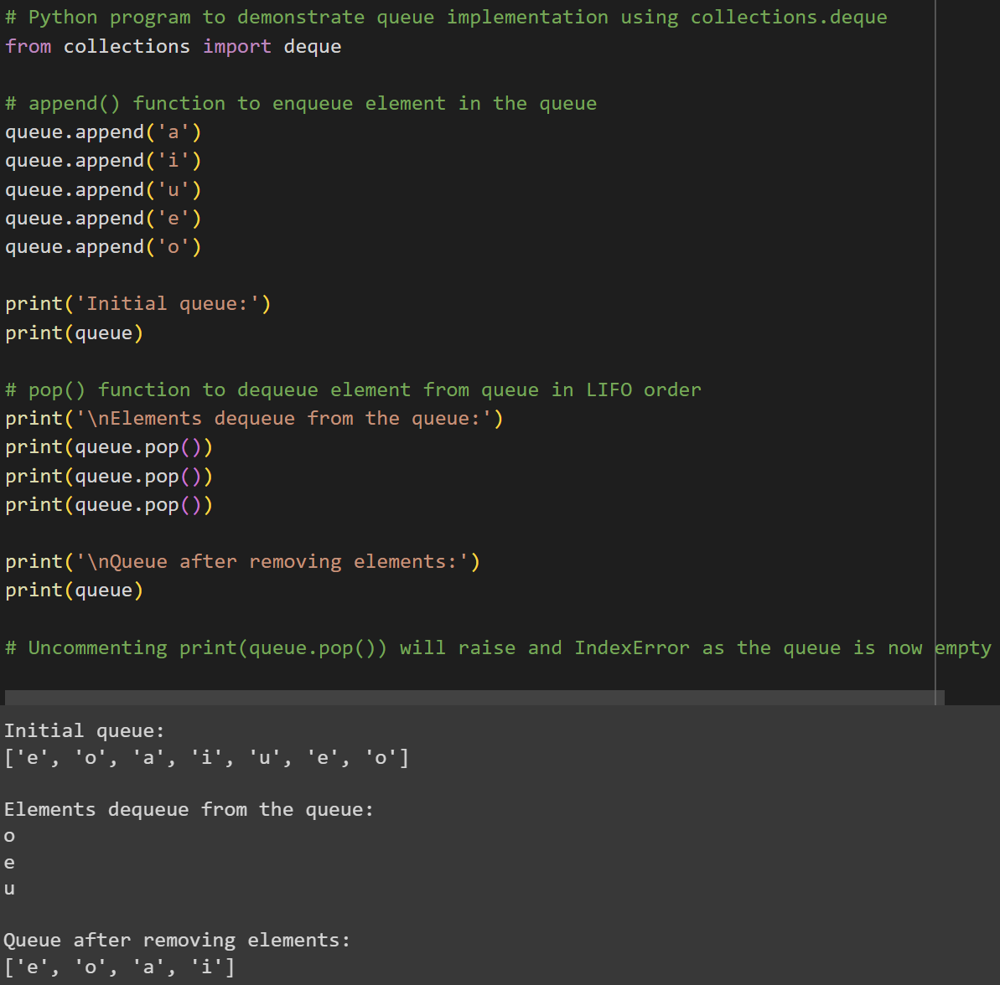 # Python program to demonstrate queue implementation using collections.deque
from collections import deque
# append() function to enqueue element in the queue
queue.append('a')
queue.append('i')
queue.append('u')
queue.append('e')
queue.append('o')
print('Initial queue:')
print(queue)
# pop() function to dequeue element from queue in LIFO order
print('\nElements dequeue from the queue:')
print(queue.pop())
print(queue.pop())
print(queue.pop())
print('\nQueue after removing elements:')
print(queue)
# Uncommenting print(queue.pop()) will raise and IndexError as the queue is now empty
Initial queue:
['e', 'o', 'a', 'i', 'u', 'e', 'o']
Elements dequeue from the queue:
o
e
u
Queue after removing elements:
['e', 'o', 'a', 'i']